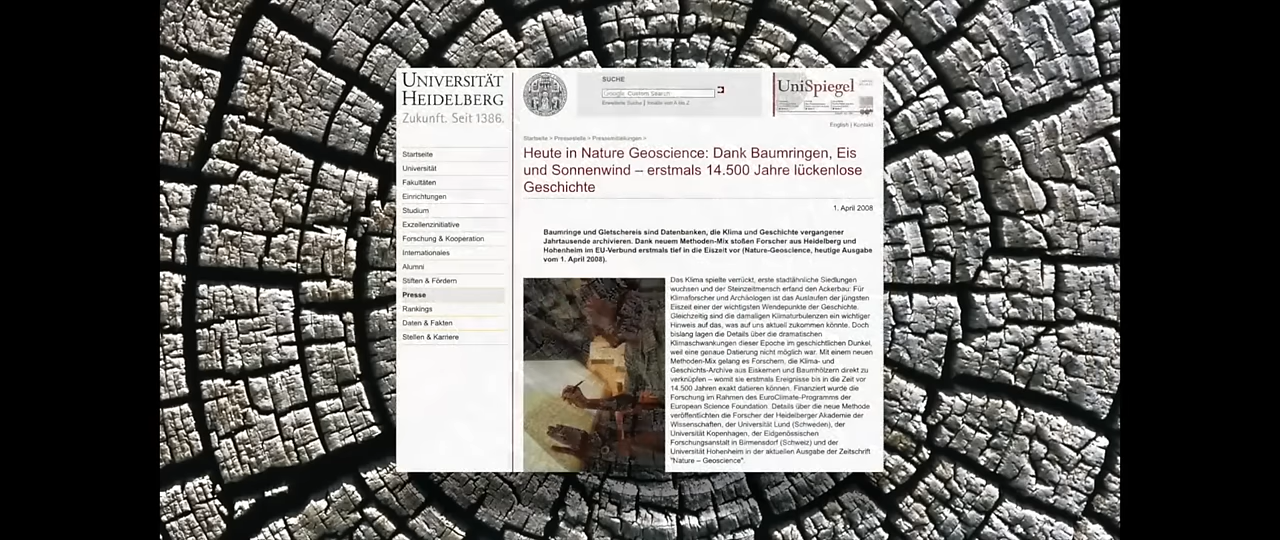 UNIVERSITÄT
HEIDELBERG
Zukunft. Seit 1386.
SUCHE
Google Custom Search
Erweiterte Suche | Inhalte von A bis Z
UniSpiegel
English | Kontakt
Startseite
Universität
Fakultäten
Einrichtungen
Studium
Exzellenzinitiative
Forschung & Kooperation
Internationales
Alumni
Stiften & Fördern
Presse
Rankings
Daten & Fakten
Stellen & Karriere
Startseite > Pressestelle > Pressemitteilungen >
Heute in Nature Geoscience: Dank Baumringen, Eis
und Sonnenwind – erstmals 14.500 Jahre lückenlose
Geschichte
1. April 2008
Baumringe und Gletschereis sind Datenbanken, die Klima und Geschichte vergangener
Jahrtausende archivieren. Dank neuem Methoden-Mix stoßen Forscher aus Heidelberg und
Hohenheim im EU-Verbund erstmals tief in die Eiszeit vor (Nature-Geoscience, heutige Ausgabe
vom 1. April 2008).
Das Klima spielte verrückt, erste stadtähnliche Siedlungen
wuchsen und der Steinzeitmensch erfand den Ackerbau: Für
Klimaforscher und Archäologen ist das Auslaufen der jüngsten
Eiszeit einer der wichtigsten Wendepunkte der Geschichte.
Gleichzeitig sind die damaligen Klimaturbulenzen ein wichtiger
Hinweis auf das, was auf uns aktuell zukommen könnte. Doch
bislang lagen die Details über die dramatischen
Klimaschwankungen dieser Epoche im geschichtlichen Dunkel,
weil eine genaue Datierung nicht möglich war. Mit einem neuen
Methoden-Mix gelang es Forschern, die Klima- und
Geschichts-Archive aus Eiskernen und Baumhölzern direkt zu
verknüpfen – womit sie erstmals Ereignisse bis in die Zeit vor
14.500 Jahren exakt datieren können. Finanziert wurde die
Forschung im Rahmen des EuroClimate-Programms der
European Science Foundation. Details über die neue Methode
veröffentlichten die Forscher der Heidelberger Akademie der
Wissenschaften, der Universität Lund (Schweden), der
Universität Kopenhagen, der Eidgenössischen
Forschungsanstalt in Birmensdorf (Schweiz) und der
Universität Hohenheim in der aktuellen Ausgabe der Zeitschrift
"Nature – Geoscience".